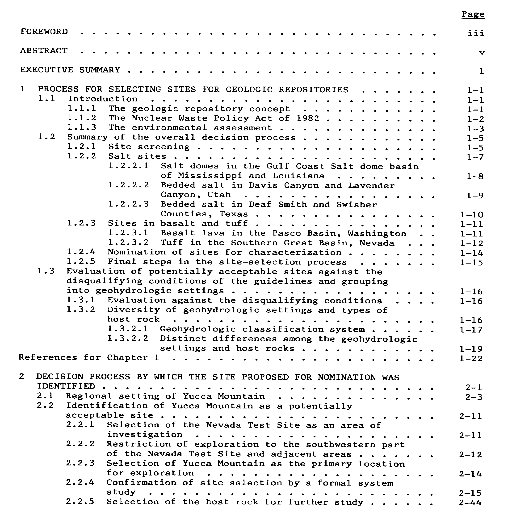 Page
FOREWORD . . . . . . . . . . . . . . . . . . . . . . iii
ABSTRACT . . . . . . . . . . . . . . . . . . . . . . v
EXECUTIVE SUMMARY . . . . . . . . . . . . . . . . . . 1
1 PROCESS FOR SELECTING SITES FOR GEOLOGIC REPOSITORIES . . . . . . . 1-1
1.1 Introduction . . . . . . . . . . . . . . . . . . 1-1
1.1.1 The geologic repository concept . . . . . . . . . 1-1
1.1.2 The Nuclear Waste Policy Act of 1982 . . . . . . . 1-2
1.1.3 The environmental assessment . . . . . . . . . . 1-3
1.2 Summary of the overall decision process . . . . . . . . 1-5
1.2.1 Site screening . . . . . . . . . . . . . . . . 1-5
1.2.2 Salt sites . . . . . . . . . . . . . . . . . . 1-7
1.2.2.1 Salt domes in the Gulf Coast Salt dome basin
of Mississippi and Louisiana . . . . . . . . . 1-8
1.2.2.2 Bedded salt in Davis Canyon and Lavender
Canyon, Utah . . . . . . . . . . . . . . . 1-9
1.2.2.3 Bedded salt in Deaf Smith and Swisher
Counties, Texas . . . . . . . . . . . . . . 1-10
1.2.3 Sites in basalt and tuff . . . . . . . . . . . . 1-11
1.2.3.1 Basalt lava in the Pasco Basin, Washington . . 1-11
1.2.3.2 Tuff in the Southern Great Basin, Nevada . . . 1-12
1.2.4 Nomination of sites for characterization . . . . . . 1-14
1.2.5 Final steps in the site-selection process . . . . . . 1-15
1.3 Evaluation of potentially acceptable sites against the
disqualifying conditions of the guidelines and grouping
into geohydrologic settings . . . . . . . . . . . . . 1-16
1.3.1 Evaluation against the disqualifying conditions . . . . 1-16
1.3.2 Diversity of geohydrologic settings and types of
host rock . . . . . . . . . . . . . . . . . . 1-16
1.3.2.1 Geohydrologic classification system . . . . . . 1-17
1.3.2.2 Distinct differences among the geohydrologic
settings and host rocks . . . . . . . . . . . 1-19
References for Chapter 1 . . . . . . . . . . . . . . . . 1-22
2 DECISION PROCESS BY WHICH THE SITE PROPOSED FOR NOMINATION WAS
IDENTIFIED . . . . . . . . . . . . . . . . . . . . 2-1
2.1 Regional setting of Yucca Mountain . . . . . . . . . . 2-3
2.2 Identification of Yucca Mountain as a potentially
acceptable site . . . . . . . . . . . . . . . . . 2-11
2.2.1 Selection of the Nevada Test Site as an area of
investigation . . . . . . . . . . . . . . . . 2-11
2.2.2 Restriction of exploration to the southwestern part
of the Nevada Test Site and adjacent areas . . . . . 2-12
2.2.3 Selection of Yucca Mountain as the primary location
for exploration . . . . . . . . . . . . . . . 2-14
2.2.4 Confirmation of site selection by a formal system
study . . . . . . . . . . . . . . . . . . . 2-15
2.2.5 Selection of the host rock for further study . . . . . 2-44